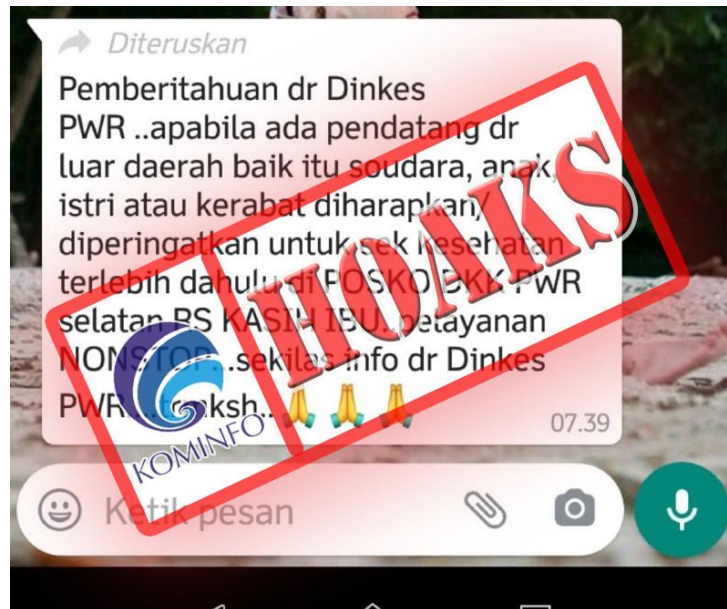 Diteruskan
Pemberitahuan dr Dinkes
PWR ..apabila ada pendatang dr
luar daerah baik itu soudara, anak,
istri atau kerabat diharapkan/
diperingatkan untuk sek kesehatan
terlebih dahulu di POSKO DKK PWR
selatan RS KASIH IBU..pelayanan
NONSTOP...sekilas info dr Dinkes
PWR...tanksh..🙏🙏🙏
07.39
HOAKS
KOMINFO
Ketik pesan